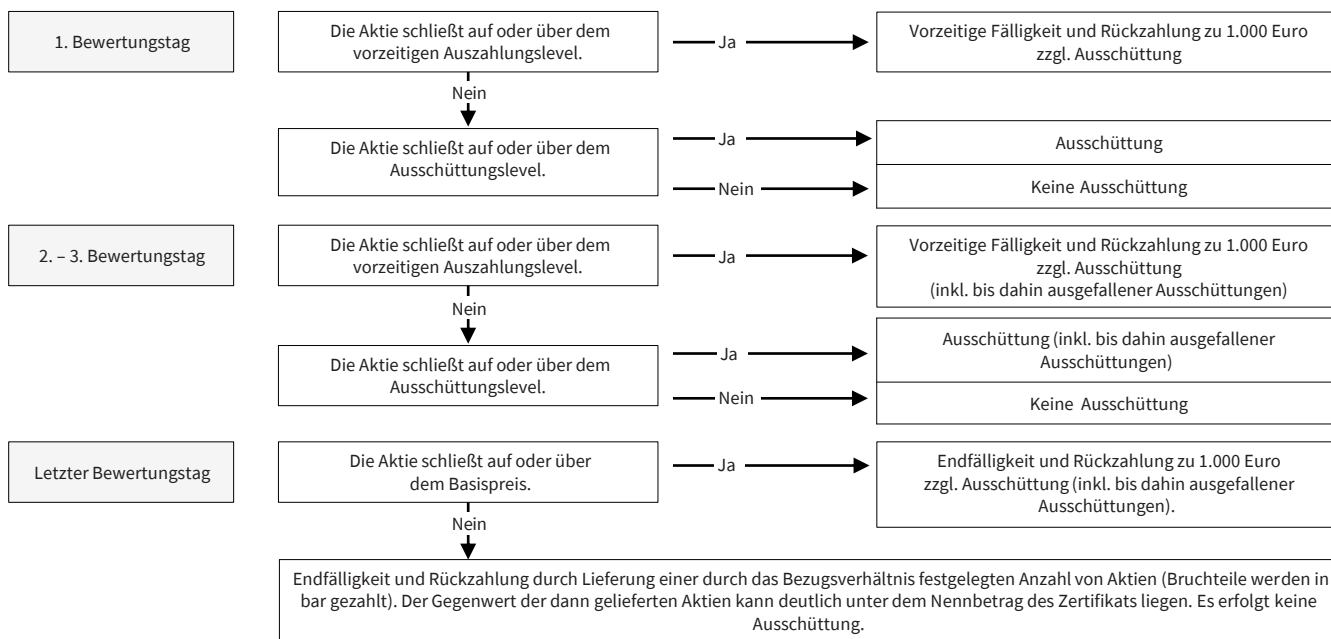 1. Bewertungstag
Die Aktie schließt auf oder über dem
vorzeitigen Auszahlungslevel.
Ja
Vorzeitige Fälligkeit und Rückzahlung zu 1.000 Euro
zzgl. Ausschüttung
Nein
Die Aktie schließt auf oder über dem
Ausschüttungslevel.
Ja
Ausschüttung
Nein
Keine Ausschüttung
2. – 3. Bewertungstag
Die Aktie schließt auf oder über dem
vorzeitigen Auszahlungslevel.
Ja
Vorzeitige Fälligkeit und Rückzahlung zu 1.000 Euro
zzgl. Ausschüttung
(inkl. bis dahin ausgefallener Ausschüttungen)
Nein
Die Aktie schließt auf oder über dem
Ausschüttungslevel.
Ja
Ausschüttung (inkl. bis dahin ausgefallener
Ausschüttungen)
Nein
Keine Ausschüttung
Letzter Bewertungstag
Die Aktie schließt auf oder über
dem Basispreis.
Ja
Endfälligkeit und Rückzahlung zu 1.000 Euro
zzgl. Ausschüttung (inkl. bis dahin ausgefallener
Ausschüttungen).
Nein
Endfälligkeit und Rückzahlung durch Lieferung einer durch das Bezugsverhältnis festgelegten Anzahl von Aktien (Bruchteile werden in
bar gezahlt). Der Gegenwert der dann gelieferten Aktien kann deutlich unter dem Nennbetrag des Zertifikats liegen. Es erfolgt keine
Ausschüttung.